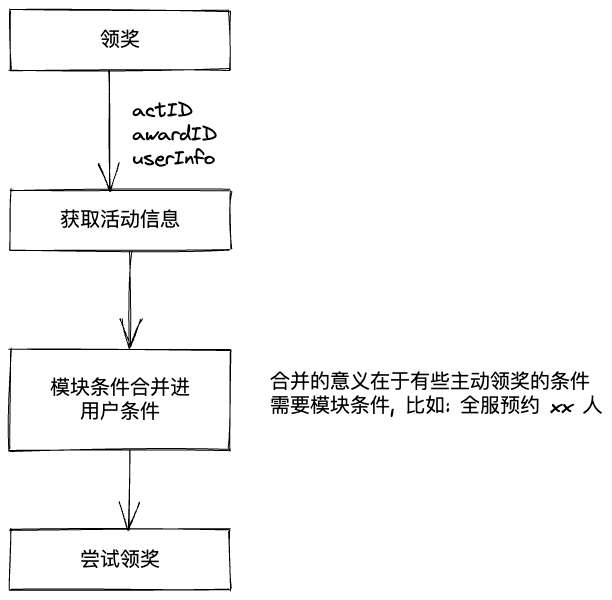 领奖
actID
awardID
userInfo
获取活动信息
模块条件合并进
用户条件
合并的意义在于有些主动领奖的条件
需要模块条件, 比如: 全服预约 xx 人
尝试领奖